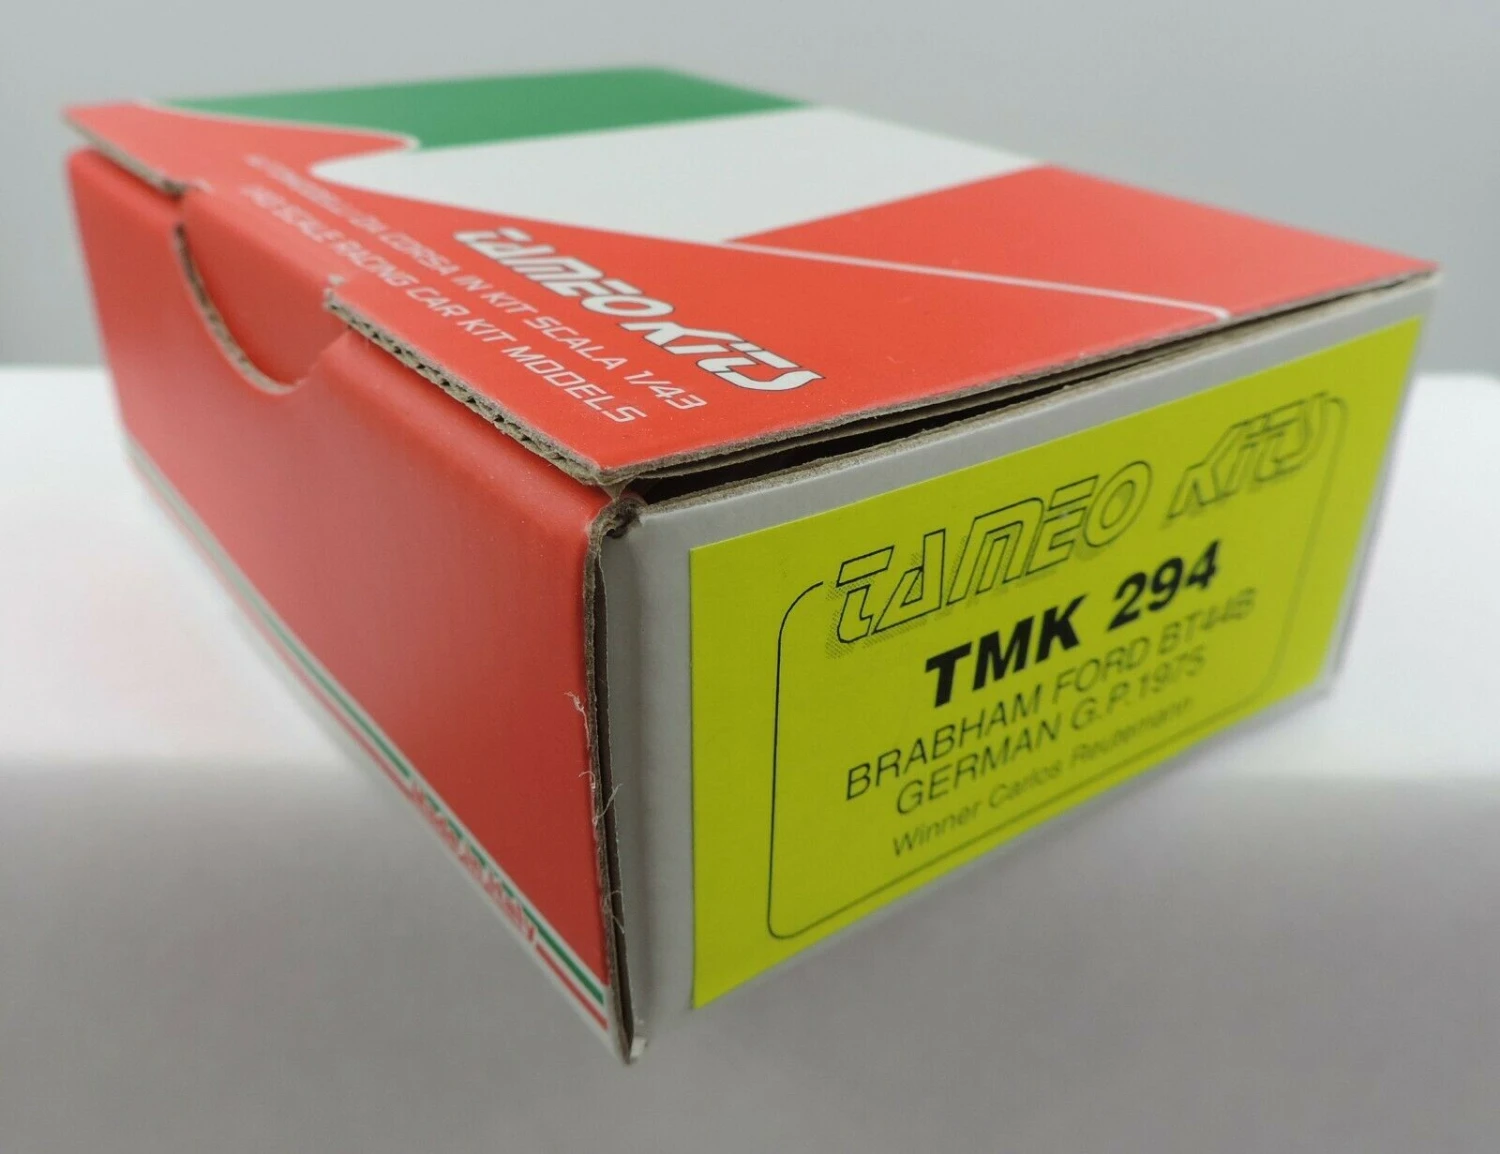 AUTOMODELLI DA CORSA IN KIT SCALA 1/43
1/43 SCALE RACING CAR KIT MODELS
TAMEO KITS
TAMEO KITS
TMK 294
BRABHAM FORD BT44B
GERMAN G.P.1975
Winner Carlos Reutemann